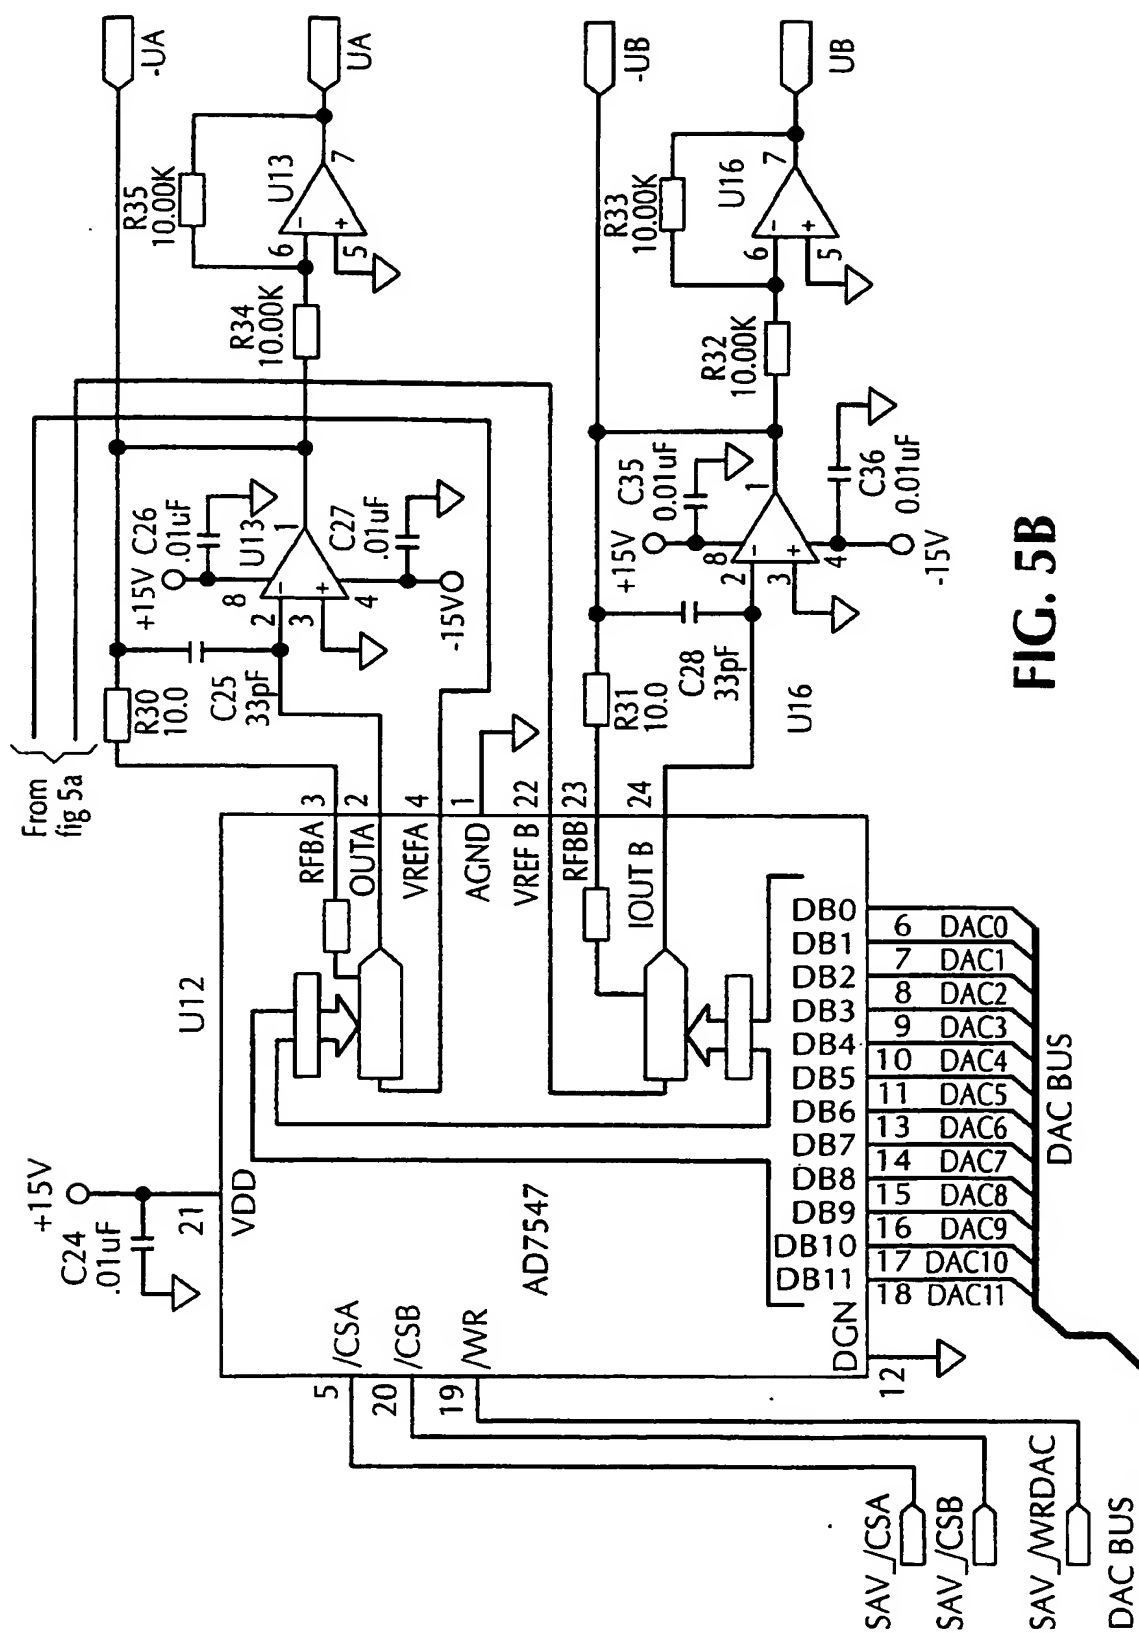 -UA
UA
-UB
UB
R35
10.00K
U13
7
6
5
-
+
R34
10.00K
R33
10.00K
U16
7
6
5
-
+
R32
10.00K
+15V
C26
.01uF
U13
8
1
2
3
4
-
+
C27
.01uF
-15V
R30
10.0
C25
33pF
From
fig 5a
+15V
C35
0.01uF
8
1
2
3
4
-
+
C36
0.01uF
-15V
R31
10.0
C28
33pF
U16
FIG. 5B
3
2
4
1
22
23
24
RFBA
OUTA
VREFA
AGND
VREF B
RFBB
IOUT B
U12
AD7547
+15V
C24
.01uF
21
VDD
DB0
DB1
DB2
DB3
DB4
DB5
DB6
DB7
DB8
DB9
DB10
DB11
DGN
6 DAC0
7 DAC1
8 DAC2
9 DAC3
10 DAC4
11 DAC5
13 DAC6
14 DAC7
15 DAC8
16 DAC9
17 DAC10
18 DAC11
12
DAC BUS
/CSA
/CSB
/WR
5
20
19
SAV_/CSA
SAV_/CSB
SAV_/WRDAC
DAC BUS